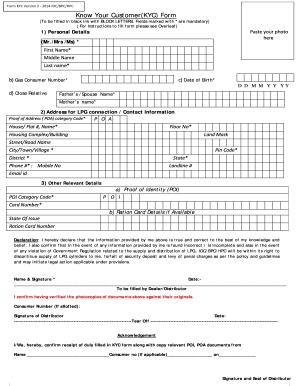 Form KYC Version 3 - 2014-IOC/BPC/HPC
Know Your Customer(KYC) Form
(To be filled in black ink with BLOCK LETTERS. Fields marked with * are mandatory)
( For Instructions to fill form please see Overleaf)
Paste your photo here
1) Personal Details
(Mr./Mrs/Ms) *
First Name*
Middle Name
Last name*
b) Gas Consumer Number*
c) Date of Birth*
D D M M Y Y Y Y
d) Close Relative
Father's/Spouse Name*
Mother's name*
2) Address for LPG connection / Contact Information
Proof of Address (POA) category Code* P O A
House/ Flat #, Name*
Floor No*
Housing Complex/Building
Land Mark
Street/Road Name
City/Town/Village *
Pin Code*
District *
State*
Phone #* : Mobile No
Landline #
Email id
3) Other Relevant Details
a) Proof of Identity (POI)
POI Category Code* P O I
Card Number*
b) Ration Card Details if Available
State Of Issue
Ration Card Number
Declaration: I hereby declare that the information provided by me above is true and correct to the best of my knowledge and
belief . I also confirm that in the event of any information provided by me is found incorrect / is incomplete and also in the event
of any violation of Government Regulation related to the supply and distribution of LPG, IOC/BPC/HPC will be within its right to
discontinue supply of LPG cylinders to me, forfeit of security deposit and levy of penal charges as per the policy and guidelines
and may initiate legal action applicable under provisions.
Name & Signature *
Date:-
To be filled by Dealer/Distributor
I confirm having verified the photocopies of documents above against their originals.
Consumer Number (if allotted):
Signature of Distributor
Date:
Tear Off
Acknowledgement
I/We, hereby, confirm receipt of duly filled in KYC form along with copy relevant POI, POA documents from
Name Consumer no (if applicable) on
Signature and Seal of Distributor